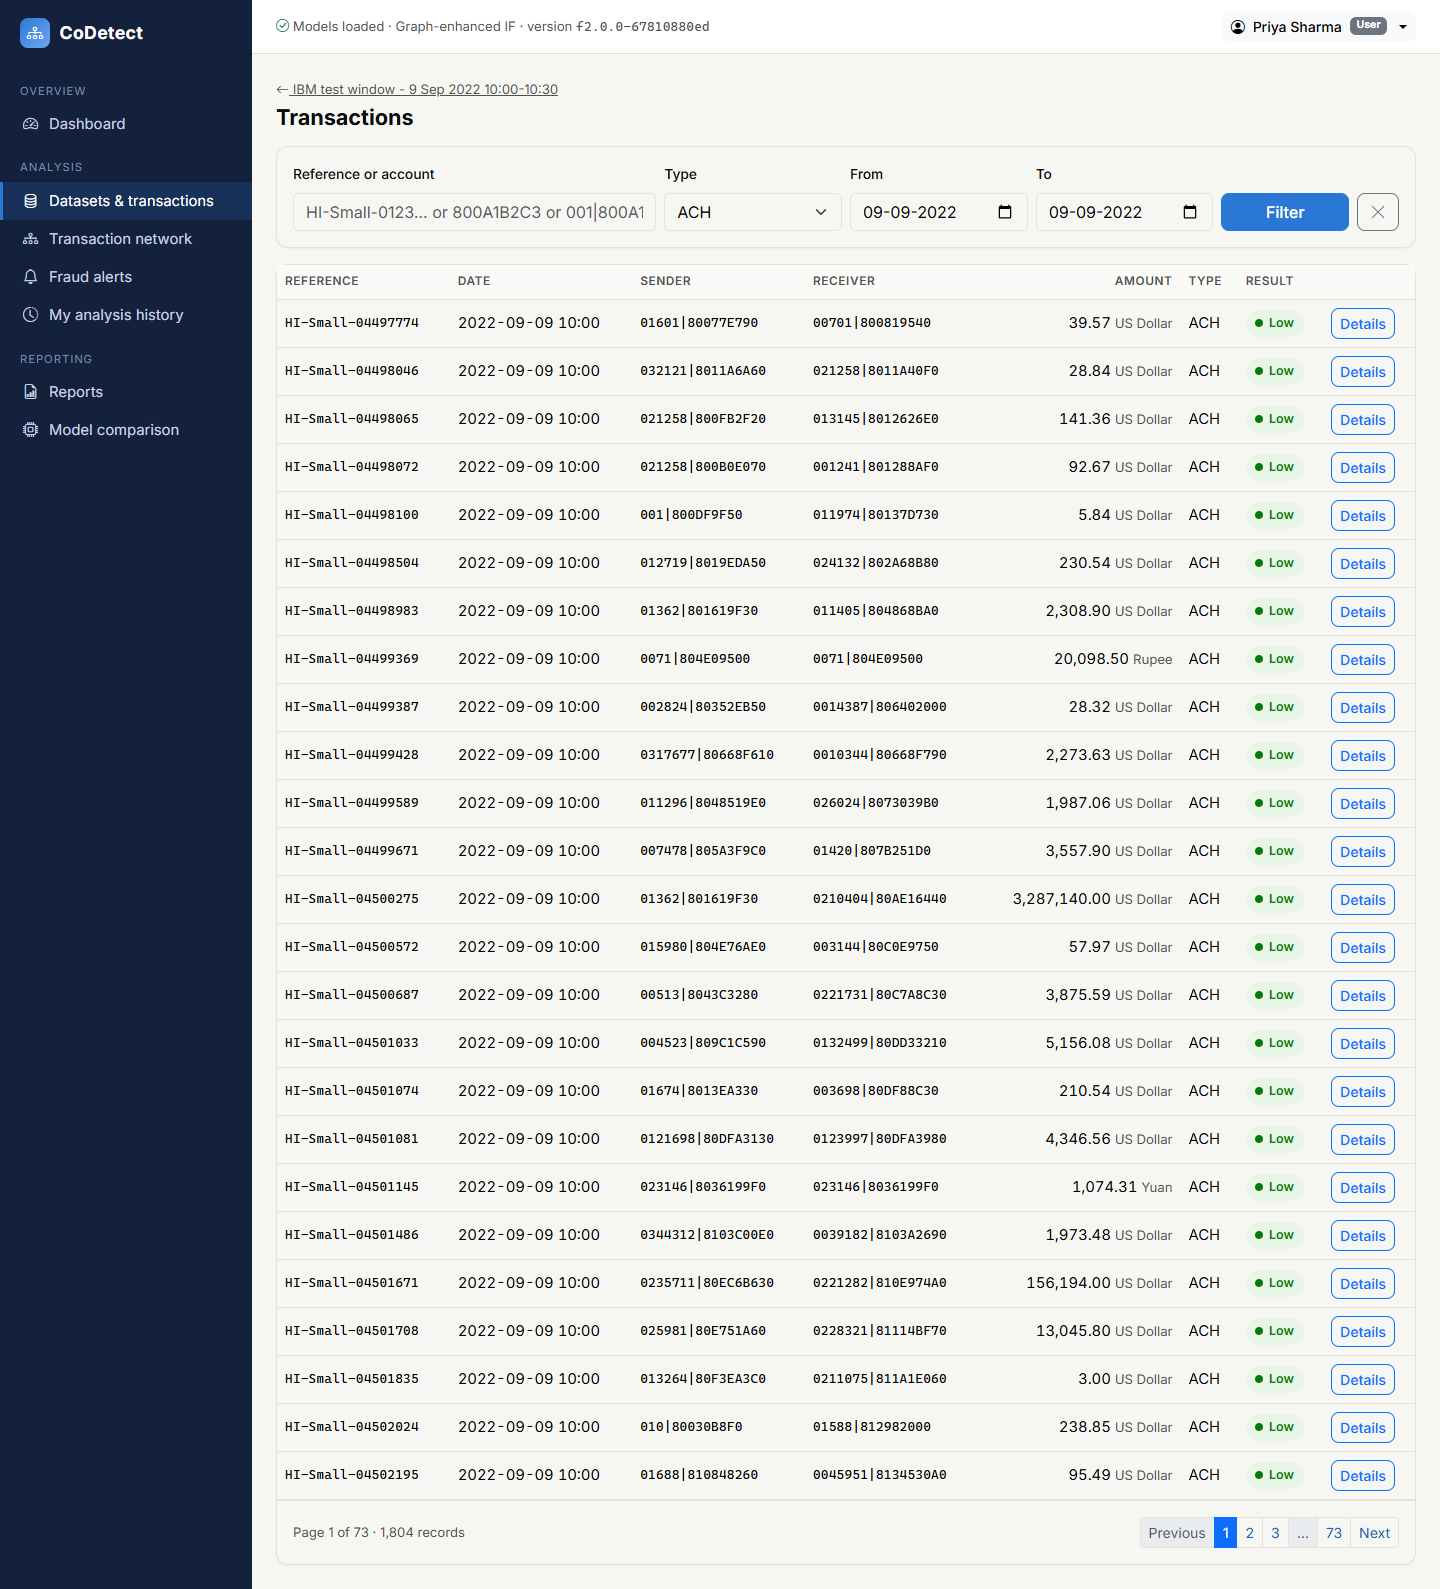 CoDetect
Models loaded · Graph-enhanced IF · version f2.0.0-67810880ed
Priya Sharma User
OVERVIEW
Dashboard
ANALYSIS
Datasets & transactions
Transaction network
Fraud alerts
My analysis history
REPORTING
Reports
Model comparison
← IBM test window - 9 Sep 2022 10:00-10:30
Transactions
Reference or account Type From To
HI-Small-0123... or 800A1B2C3 or 001|800A1 ACH 09-09-2022 09-09-2022 Filter
REFERENCE DATE SENDER RECEIVER AMOUNT TYPE RESULT
HI-Small-04497774 2022-09-09 10:00 01601|80077E790 00701|800819540 39.57 US Dollar ACH Low Details
HI-Small-04498046 2022-09-09 10:00 032121|8011A6A60 021258|8011A40F0 28.84 US Dollar ACH Low Details
HI-Small-04498065 2022-09-09 10:00 021258|800FB2F20 013145|8012626E0 141.36 US Dollar ACH Low Details
HI-Small-04498072 2022-09-09 10:00 021258|800B0E070 001241|801288AF0 92.67 US Dollar ACH Low Details
HI-Small-04498100 2022-09-09 10:00 001|800DF9F50 011974|80137D730 5.84 US Dollar ACH Low Details
HI-Small-04498504 2022-09-09 10:00 012719|8019EDA50 024132|802A68B80 230.54 US Dollar ACH Low Details
HI-Small-04498983 2022-09-09 10:00 01362|801619F30 011405|804868BA0 2,308.90 US Dollar ACH Low Details
HI-Small-04499369 2022-09-09 10:00 0071|804E09500 0071|804E09500 20,098.50 Rupee ACH Low Details
HI-Small-04499387 2022-09-09 10:00 002824|80352EB50 0014387|806402000 28.32 US Dollar ACH Low Details
HI-Small-04499428 2022-09-09 10:00 0317677|80668F610 0010344|80668F790 2,273.63 US Dollar ACH Low Details
HI-Small-04499589 2022-09-09 10:00 011296|8048519E0 026024|8073039B0 1,987.06 US Dollar ACH Low Details
HI-Small-04499671 2022-09-09 10:00 007478|805A3F9C0 01420|807B251D0 3,557.90 US Dollar ACH Low Details
HI-Small-04500275 2022-09-09 10:00 01362|801619F30 0210404|80AE16440 3,287,140.00 US Dollar ACH Low Details
HI-Small-04500572 2022-09-09 10:00 015980|804E76AE0 003144|80C0E9750 57.97 US Dollar ACH Low Details
HI-Small-04500687 2022-09-09 10:00 00513|8043C3280 0221731|80C7A8C30 3,875.59 US Dollar ACH Low Details
HI-Small-04501033 2022-09-09 10:00 004523|809C1C590 0132499|80DD33210 5,156.08 US Dollar ACH Low Details
HI-Small-04501074 2022-09-09 10:00 01674|8013EA330 003698|80DF88C30 210.54 US Dollar ACH Low Details
HI-Small-04501081 2022-09-09 10:00 0121698|80DFA3130 0123997|80DFA3980 4,346.56 US Dollar ACH Low Details
HI-Small-04501145 2022-09-09 10:00 023146|8036199F0 023146|8036199F0 1,074.31 Yuan ACH Low Details
HI-Small-04501486 2022-09-09 10:00 0344312|8103C00E0 0039182|8103A2690 1,973.48 US Dollar ACH Low Details
HI-Small-04501671 2022-09-09 10:00 0235711|80EC6B630 0221282|810E974A0 156,194.00 US Dollar ACH Low Details
HI-Small-04501708 2022-09-09 10:00 025981|80E751A60 0228321|81114BF70 13,045.80 US Dollar ACH Low Details
HI-Small-04501835 2022-09-09 10:00 013264|80F3EA3C0 0211075|811A1E060 3.00 US Dollar ACH Low Details
HI-Small-04502024 2022-09-09 10:00 010|80030B8F0 01588|812982000 238.85 US Dollar ACH Low Details
HI-Small-04502195 2022-09-09 10:00 01688|810848260 0045951|8134530A0 95.49 US Dollar ACH Low Details
Page 1 of 73 · 1,804 records Previous 1 2 3 ... 73 Next